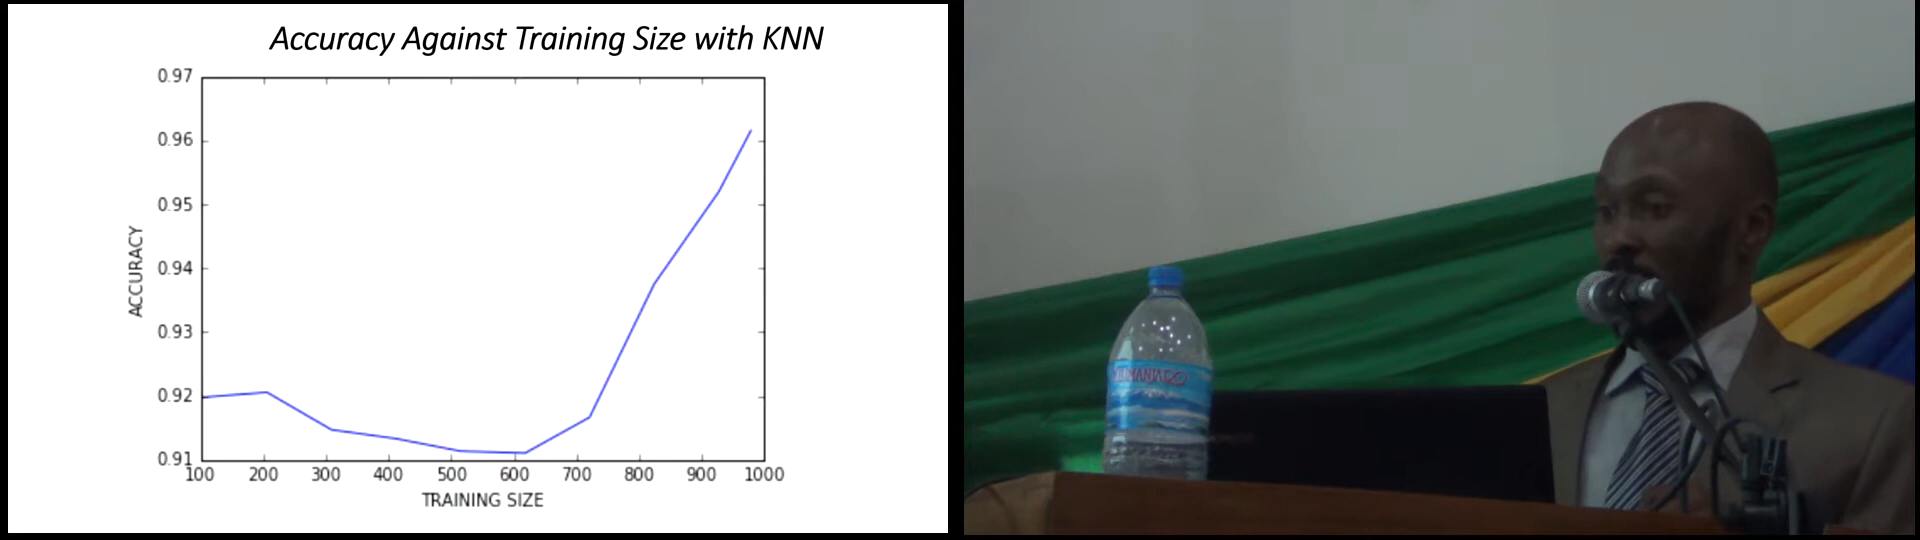 Accuracy Against Training Size with KNN
0.97
0.96
0.95
0.94
0.93
0.92
0.91
ACCURACY
100 200 300 400 500 600 700 800 900 1000
TRAINING SIZE
KILIMANJARO